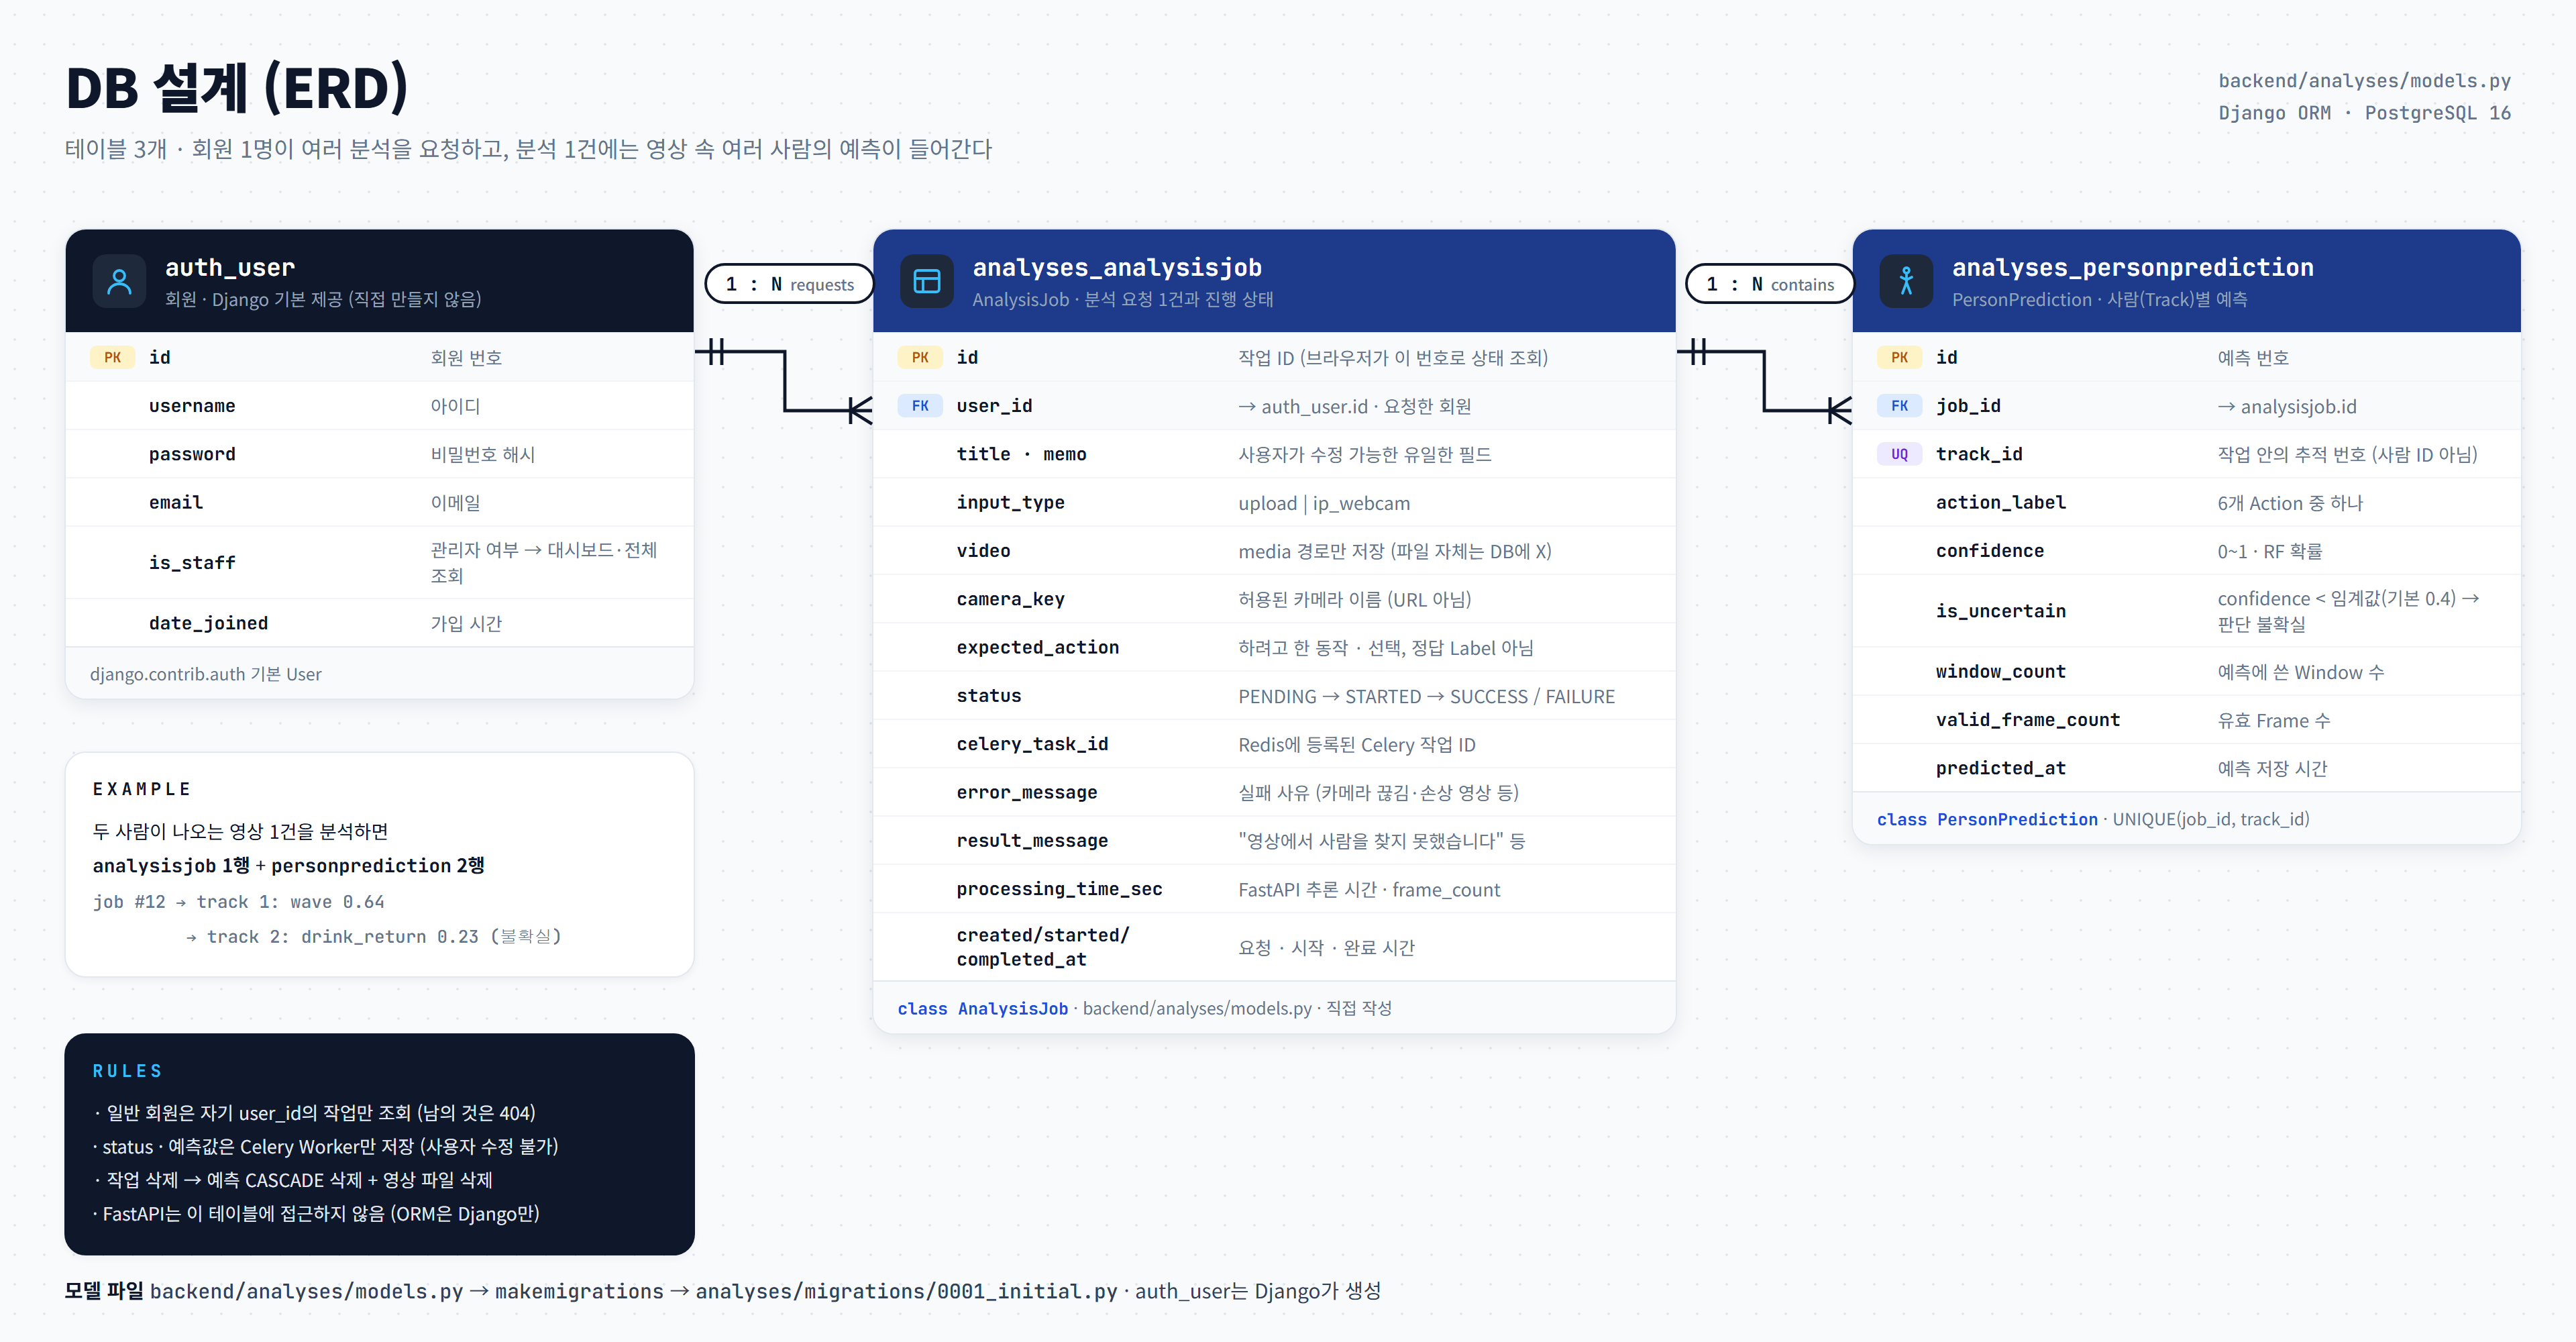 DB 설계 (ERD)
테이블 3개 · 회원 1명이 여러 분석을 요청하고, 분석 1건에는 영상 속 여러 사람의 예측이 들어간다
backend/analyses/models.py
Django ORM · PostgreSQL 16
auth_user
회원 · Django 기본 제공 (직접 만들지 않음)
PK id 회원 번호
username 아이디
password 비밀번호 해시
email 이메일
is_staff 관리자 여부 → 대시보드·전체
조회
date_joined 가입 시간
django.contrib.auth 기본 User
1 : N requests
analyses_analysisjob
AnalysisJob · 분석 요청 1건과 진행 상태
PK id 작업 ID (브라우저가 이 번호로 상태 조회)
FK user_id → auth_user.id · 요청한 회원
title · memo 사용자가 수정 가능한 유일한 필드
input_type upload | ip_webcam
video media 경로만 저장 (파일 자체는 DB에 X)
camera_key 허용된 카메라 이름 (URL 아님)
expected_action 하려고 한 동작 · 선택, 정답 Label 아님
status PENDING → STARTED → SUCCESS / FAILURE
celery_task_id Redis에 등록된 Celery 작업 ID
error_message 실패 사유 (카메라 끊김·손상 영상 등)
result_message "영상에서 사람을 찾지 못했습니다" 등
processing_time_sec FastAPI 추론 시간 · frame_count
created/started/
completed_at 요청 · 시작 · 완료 시간
class AnalysisJob · backend/analyses/models.py · 직접 작성
1 : N contains
analyses_personprediction
PersonPrediction · 사람(Track)별 예측
PK id 예측 번호
FK job_id → analysisjob.id
UQ track_id 작업 안의 추적 번호 (사람 ID 아님)
action_label 6개 Action 중 하나
confidence 0~1 · RF 확률
is_uncertain confidence < 임계값(기본 0.4) →
판단 불확실
window_count 예측에 쓴 Window 수
valid_frame_count 유효 Frame 수
predicted_at 예측 저장 시간
class PersonPrediction · UNIQUE(job_id, track_id)
EXAMPLE
두 사람이 나오는 영상 1건을 분석하면
analysisjob 1행 + personprediction 2행
job #12 → track 1: wave 0.64
→ track 2: drink_return 0.23 (불확실)
RULES
· 일반 회원은 자기 user_id의 작업만 조회 (남의 것은 404)
· status · 예측값은 Celery Worker만 저장 (사용자 수정 불가)
· 작업 삭제 → 예측 CASCADE 삭제 + 영상 파일 삭제
· FastAPI는 이 테이블에 접근하지 않음 (ORM은 Django만)
모델 파일 backend/analyses/models.py → makemigrations → analyses/migrations/0001_initial.py · auth_user는 Django가 생성